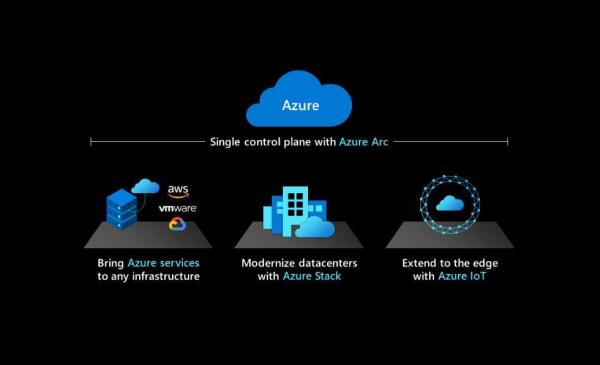 Azure
Single control plane with Azure Arc
aws
vmware
Bring Azure services
to any infrastructure
Modernize datacenters
with Azure Stack
Extend to the edge
with Azure IoT